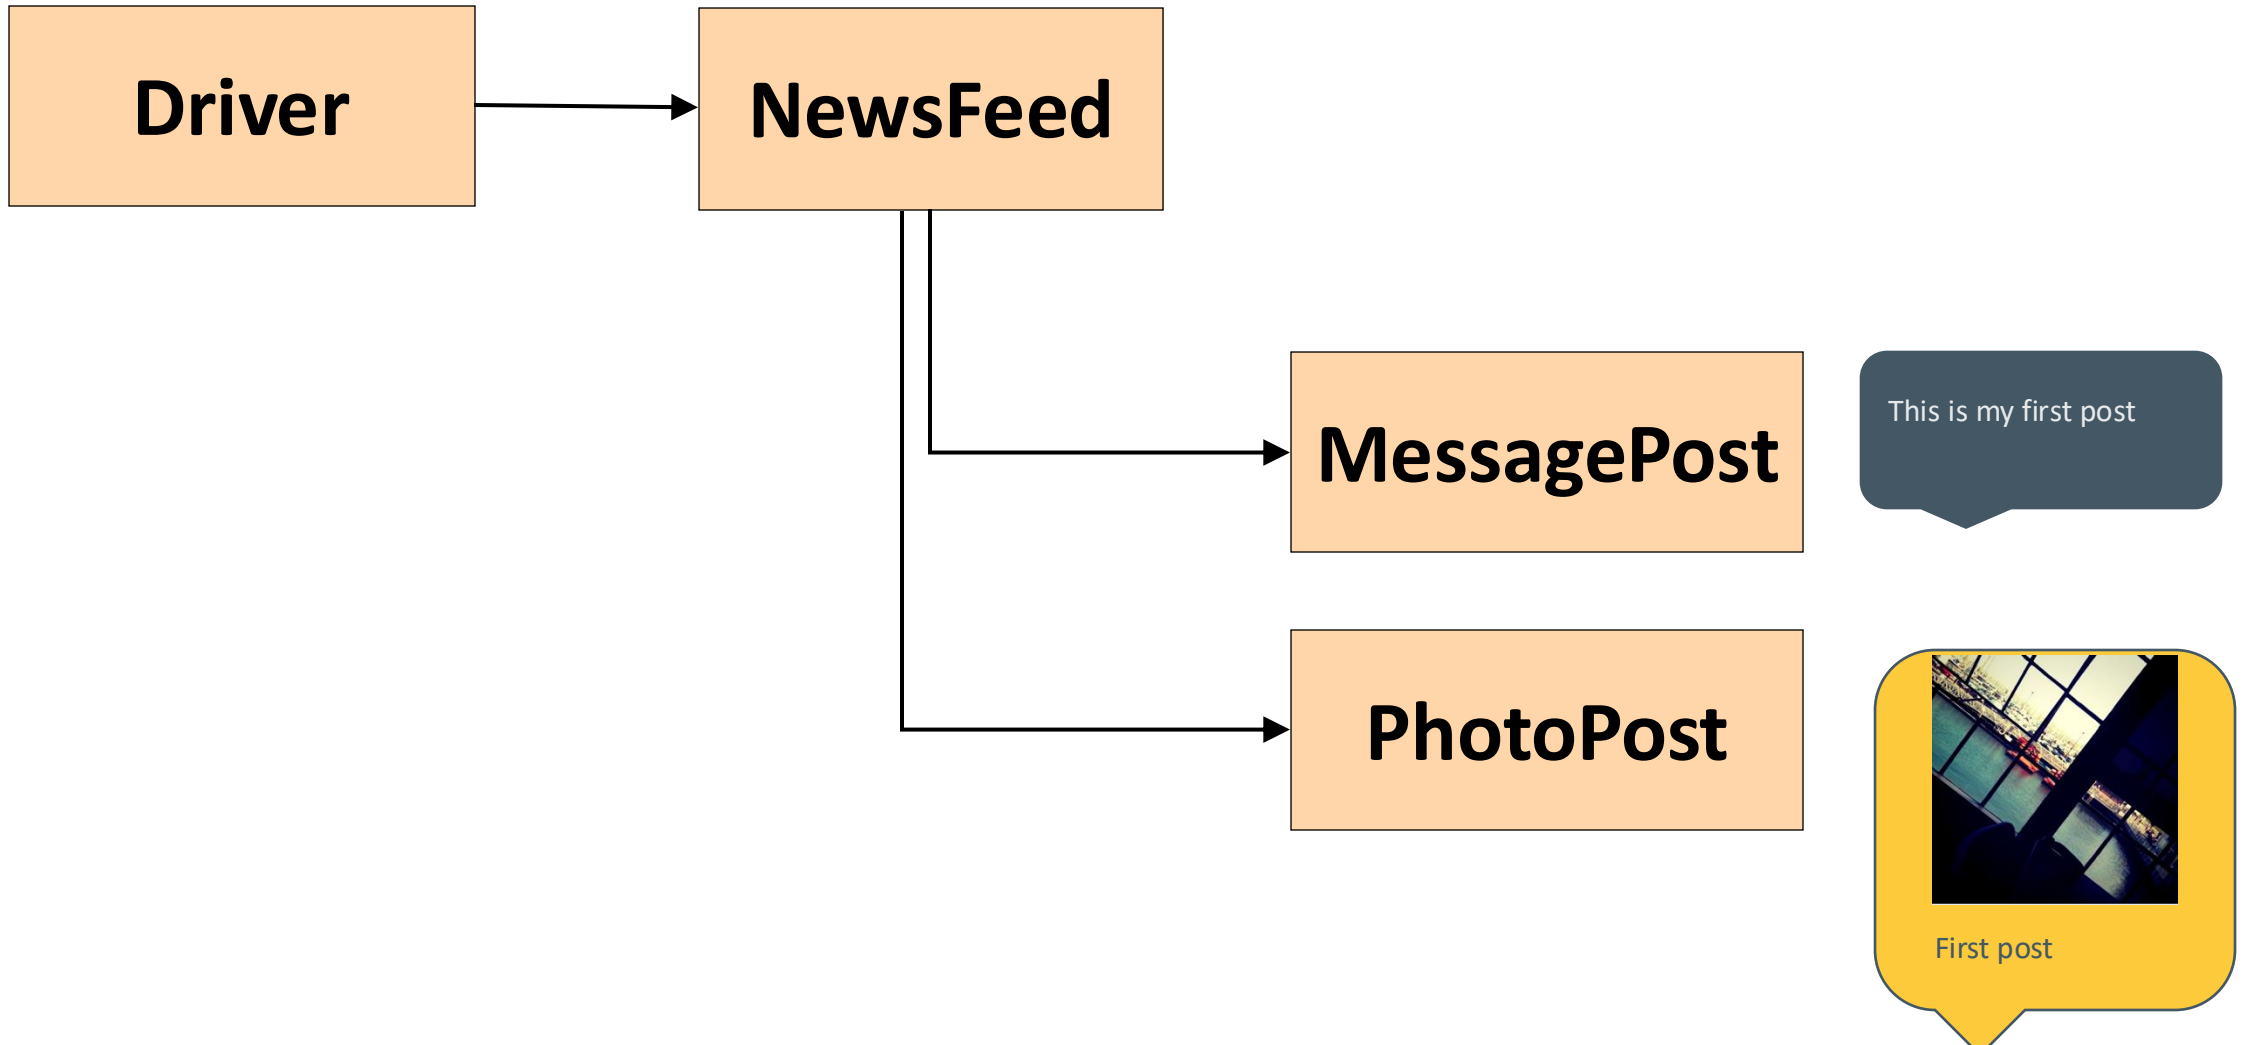 Driver
NewsFeed
MessagePost
This is my first post
PhotoPost
First post